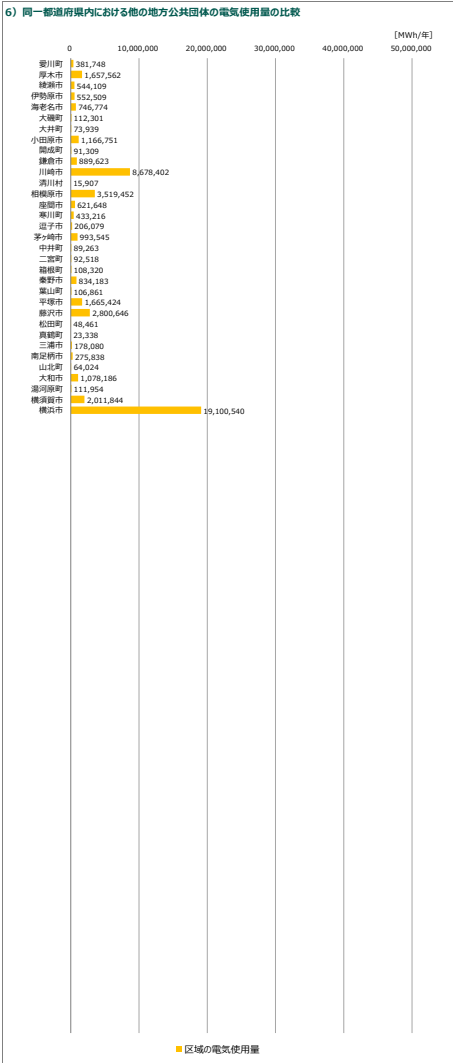 6）同一都道府県内における他の地方公共団体の電気使用量の比較
[MWh/年]
0 10,000,000 20,000,000 30,000,000 40,000,000 50,000,000
愛川町 381,748
厚木市 1,657,562
綾瀬市 544,109
伊勢原市 552,509
海老名市 746,774
大磯町 112,301
大井町 73,939
小田原市 1,166,751
開成町 91,309
鎌倉市 889,623
川崎市 8,678,402
清川村 15,907
相模原市 3,519,452
座間市 621,648
寒川町 433,216
逗子市 206,079
茅ヶ崎市 993,545
中井町 89,263
二宮町 92,518
箱根町 108,320
秦野市 834,183
葉山町 106,861
平塚市 1,665,424
藤沢市 2,800,646
松田町 48,461
真鶴町 23,338
三浦市 178,080
南足柄市 275,838
山北町 64,024
大和市 1,078,186
湯河原町 111,954
横須賀市 2,011,844
横浜市 19,100,540
区域の電気使用量